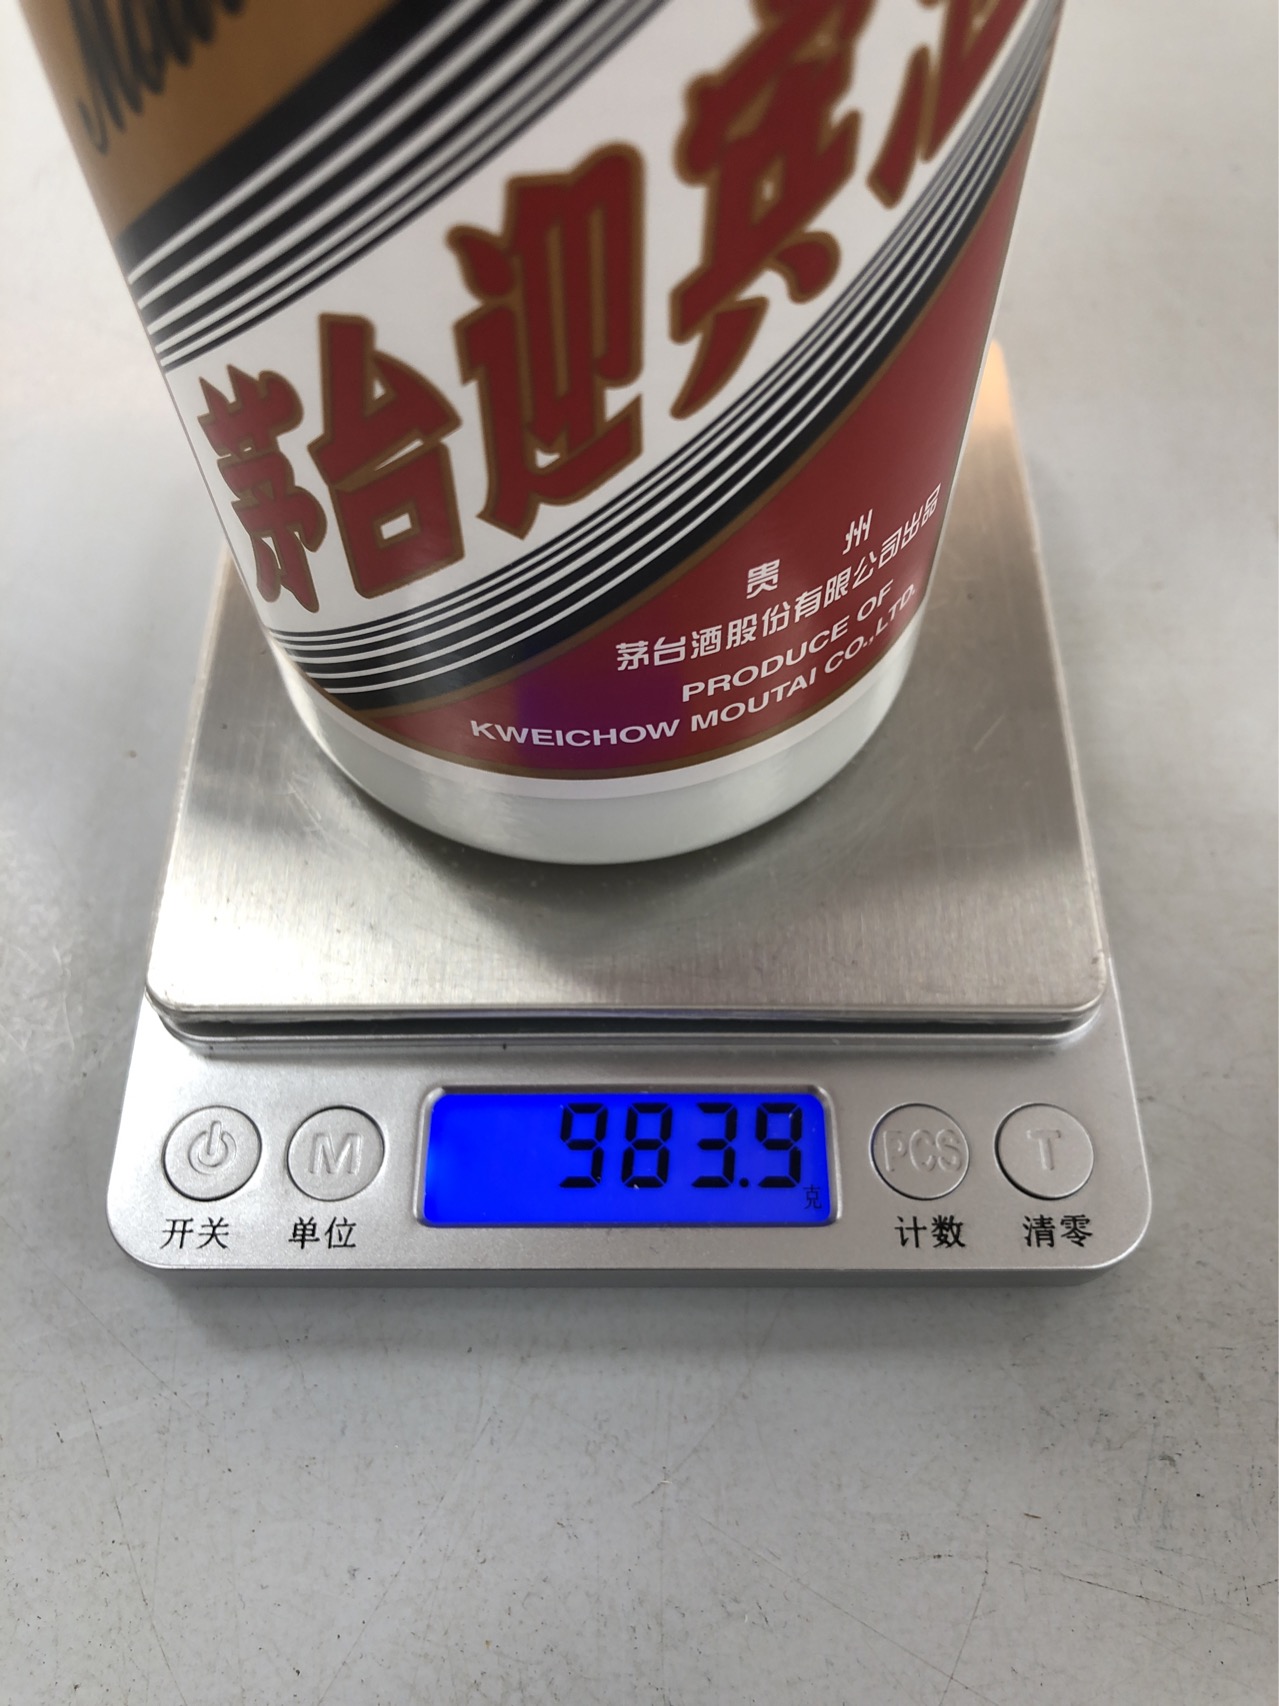 茅台迎宾
贵 州
茅台酒股份有限公司出品
PRODUCE OF
KWEICHOW MOUTAI CO.,LTD.
983.9
克
M
PCS
T
开关
单位
计数
清零